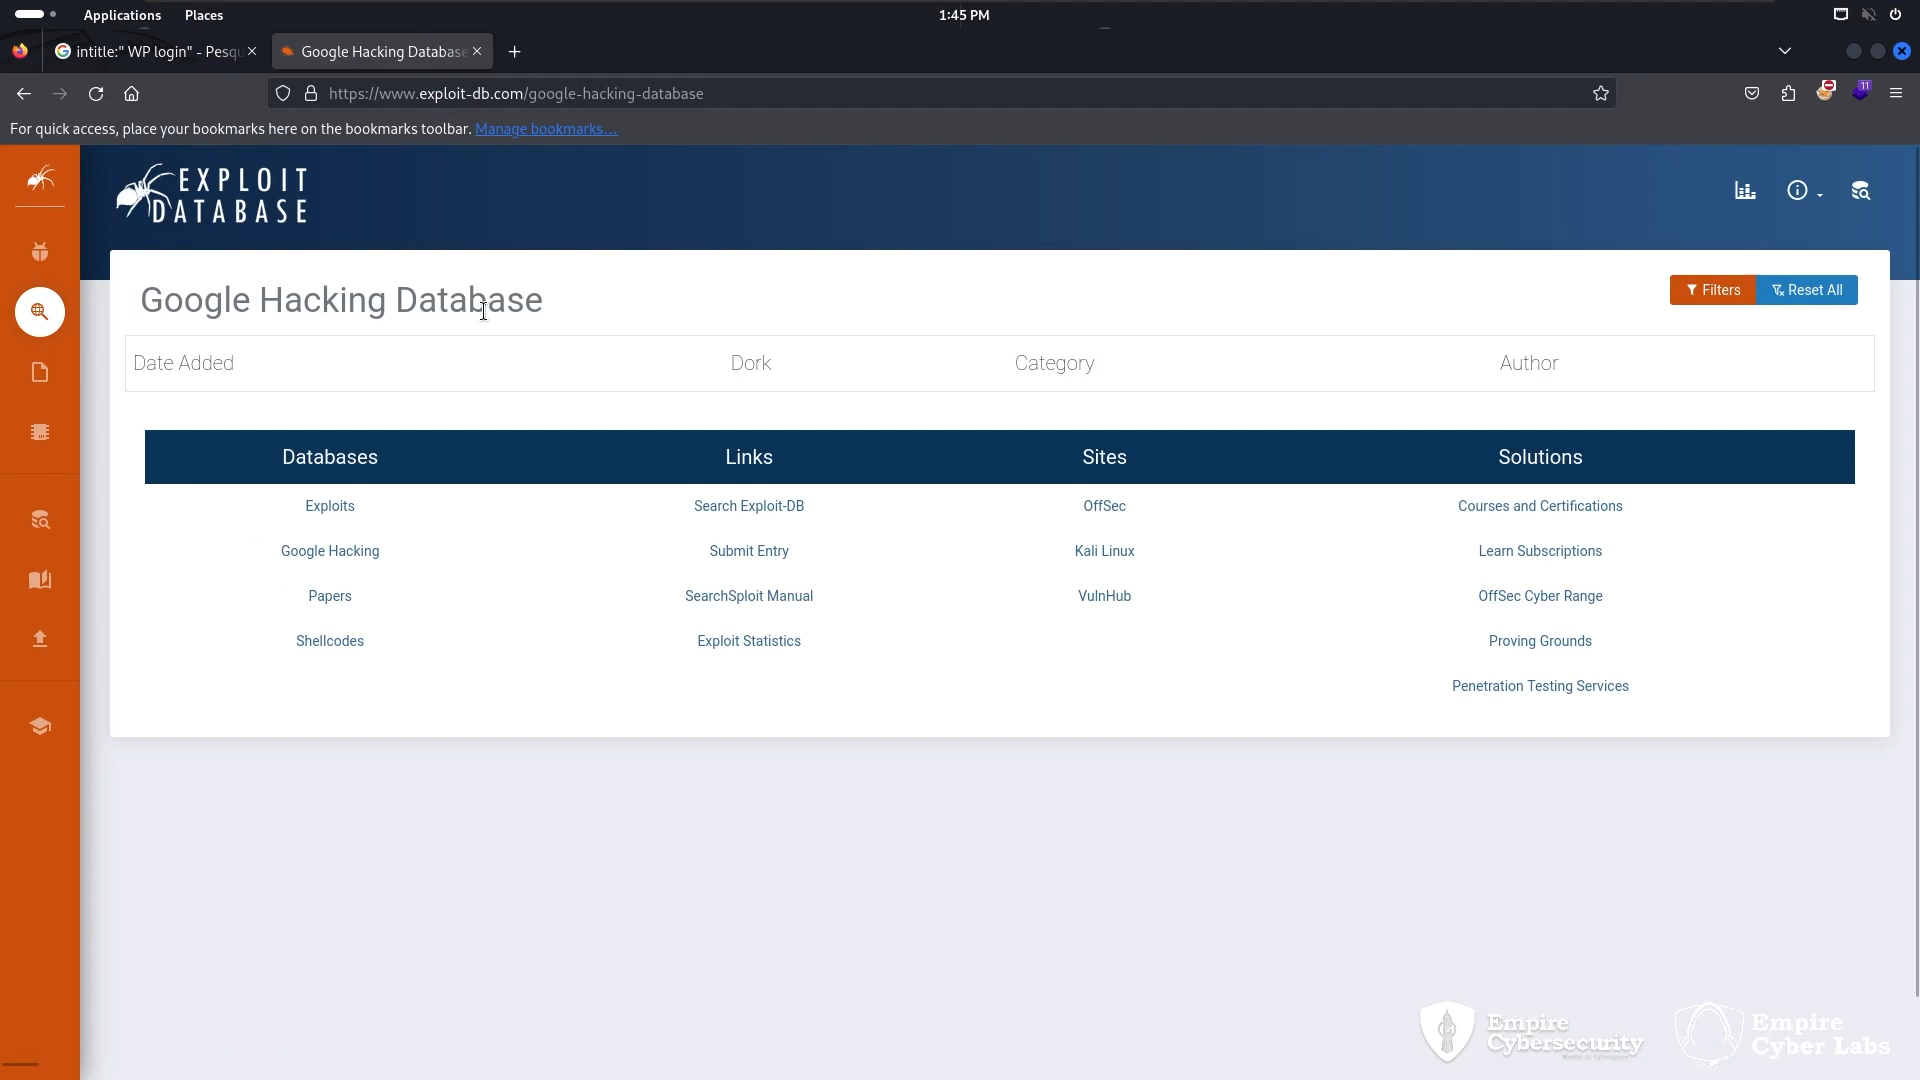 Applications Places 1:45 PM
intitle:" WP login" - Pesqu
Google Hacking Database
https://www.exploit-db.com/google-hacking-database
11
For quick access, place your bookmarks here on the bookmarks toolbar. Manage bookmarks...
EXPLOIT
DATABASE
Google Hacking Database
Filters Reset All
Date Added Dork Category Author
Databases Links Sites Solutions
Exploits Search Exploit-DB OffSec Courses and Certifications
Google Hacking Submit Entry Kali Linux Learn Subscriptions
Papers SearchSploit Manual VulnHub OffSec Cyber Range
Shellcodes Exploit Statistics Proving Grounds
Penetration Testing Services
Empire
Cybersecurity
Empire
Cyber Labs